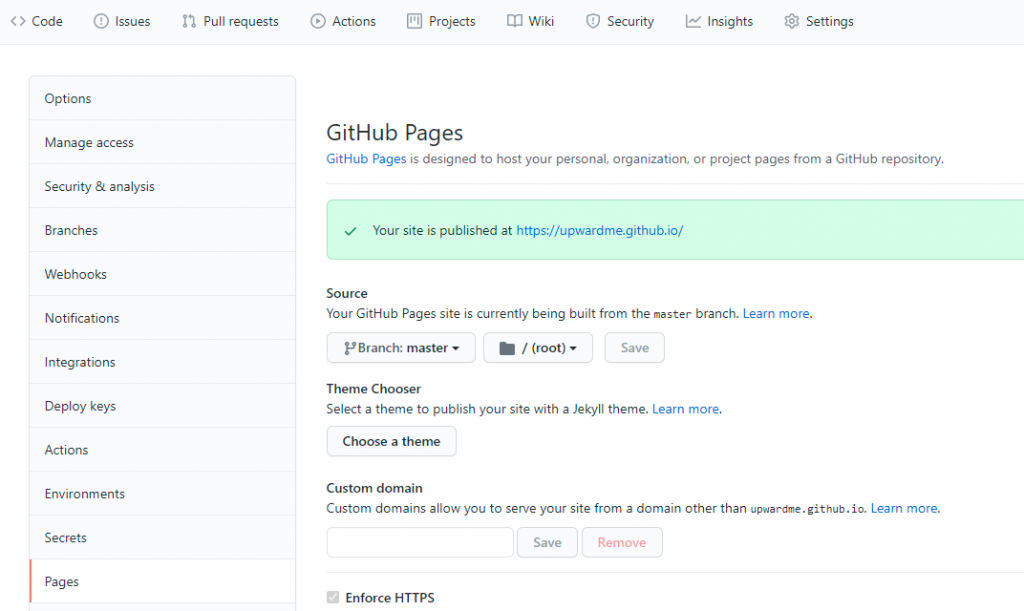 Code Issues Pull requests Actions Projects Wiki Security Insights Settings
Options
Manage access
Security & analysis
Branches
Webhooks
Notifications
Integrations
Deploy keys
Actions
Environments
Secrets
Pages
GitHub Pages
GitHub Pages is designed to host your personal, organization, or project pages from a GitHub repository.
Your site is published at https://upwardme.github.io/
Source
Your GitHub Pages site is currently being built from the master branch. Learn more.
Branch: master / (root) Save
Theme Chooser
Select a theme to publish your site with a Jekyll theme. Learn more.
Choose a theme
Custom domain
Custom domains allow you to serve your site from a domain other than upwardme.github.io. Learn more.
Save Remove
Enforce HTTPS